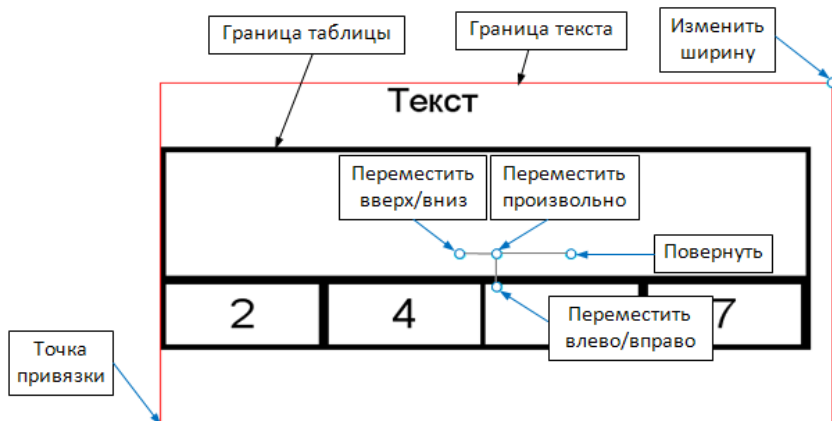 Граница таблицы
Граница текста
Изменить
ширину
Текст
Переместить
вверх/вниз
Переместить
произвольно
Повернуть
2
4
7
Переместить
влево/вправо
Точка
привязки